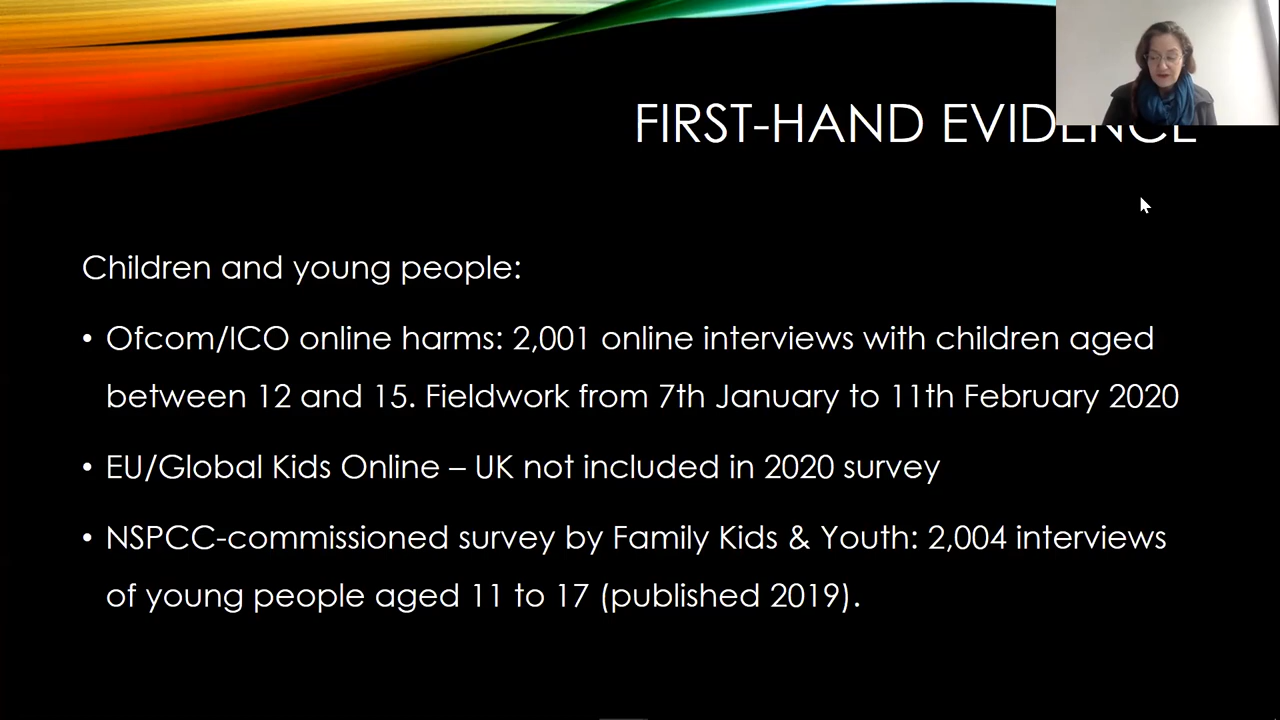 FIRST-HAND EVIDENCE
Children and young people:
• Ofcom/ICO online harms: 2,001 online interviews with children aged
between 12 and 15. Fieldwork from 7th January to 11th February 2020
• EU/Global Kids Online – UK not included in 2020 survey
• NSPCC-commissioned survey by Family Kids & Youth: 2,004 interviews
of young people aged 11 to 17 (published 2019).